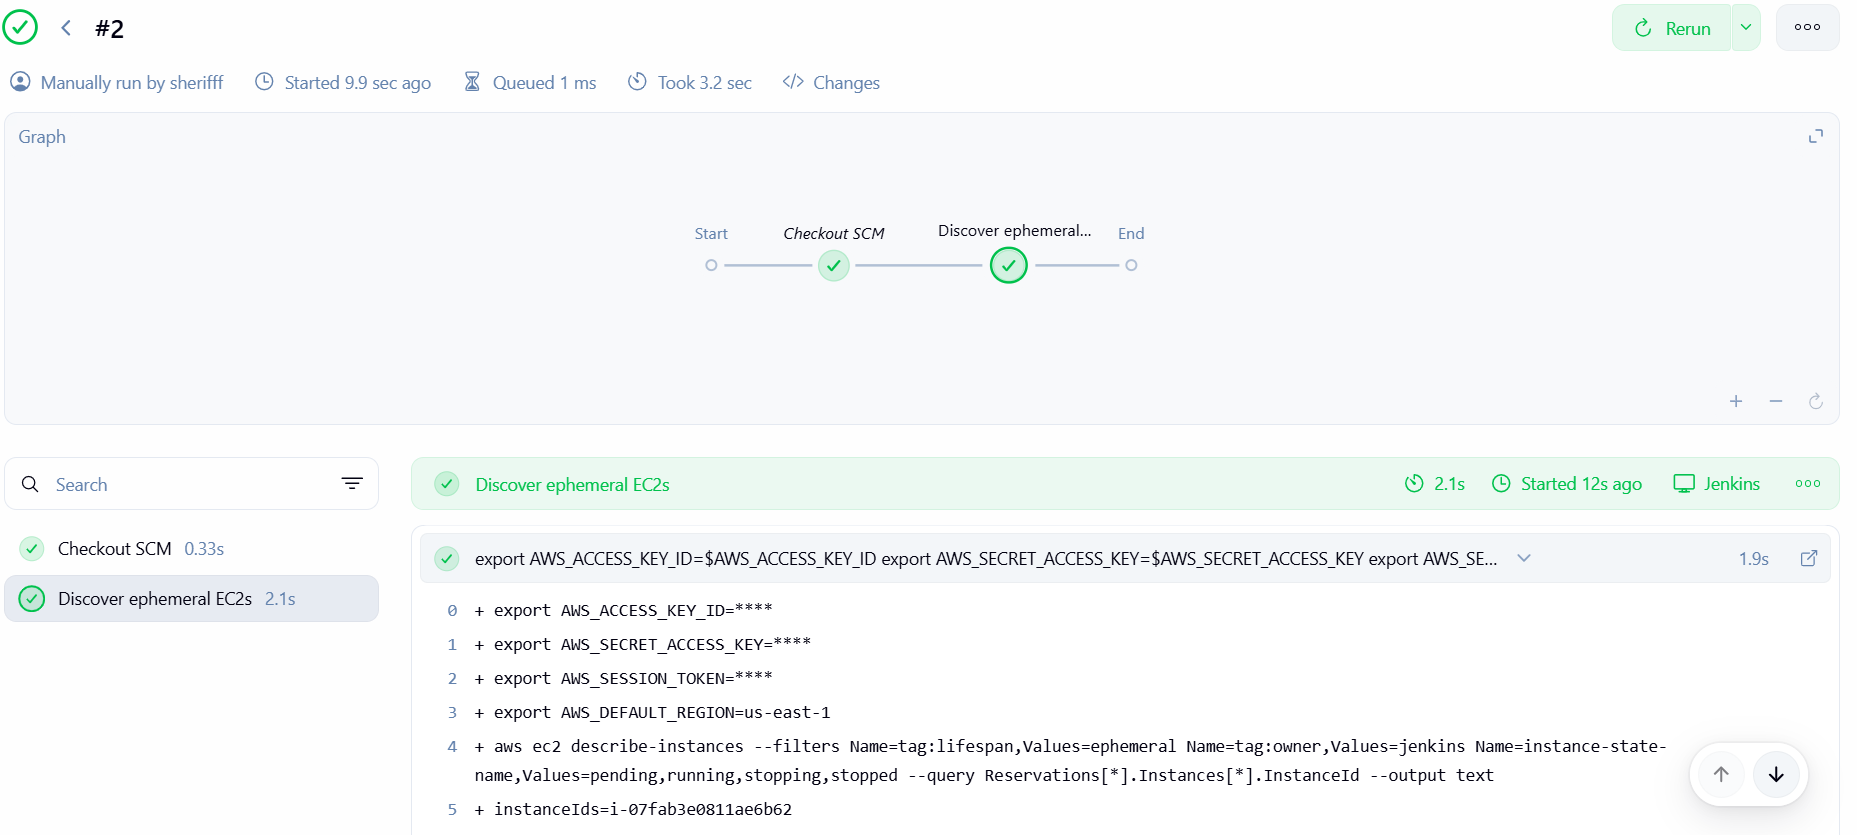 #2
Rerun
Manually run by sherifff
Started 9.9 sec ago
Queued 1 ms
Took 3.2 sec
Changes
Graph
Start
Checkout SCM
Discover ephemeral...
End
Search
Checkout SCM 0.33s
Discover ephemeral EC2s 2.1s
Discover ephemeral EC2s
2.1s
Started 12s ago
Jenkins
export AWS_ACCESS_KEY_ID=$AWS_ACCESS_KEY_ID export AWS_SECRET_ACCESS_KEY=$AWS_SECRET_ACCESS_KEY export AWS_SE...
1.9s
0 + export AWS_ACCESS_KEY_ID=****
1 + export AWS_SECRET_ACCESS_KEY=****
2 + export AWS_SESSION_TOKEN=****
3 + export AWS_DEFAULT_REGION=us-east-1
4 + aws ec2 describe-instances --filters Name=tag:lifespan,Values=ephemeral Name=tag:owner,Values=jenkins Name=instance-state-
name,Values=pending,running,stopping,stopped --query Reservations[*].Instances[*].InstanceId --output text
5 + instanceIds=i-07fab3e0811ae6b62